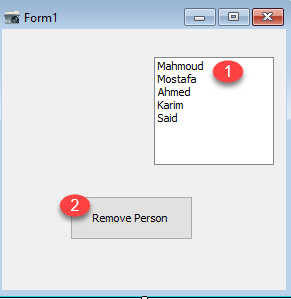 Form1
Mahmoud
1
Mostafa
Ahmed
Karim
Said
2
Remove Person